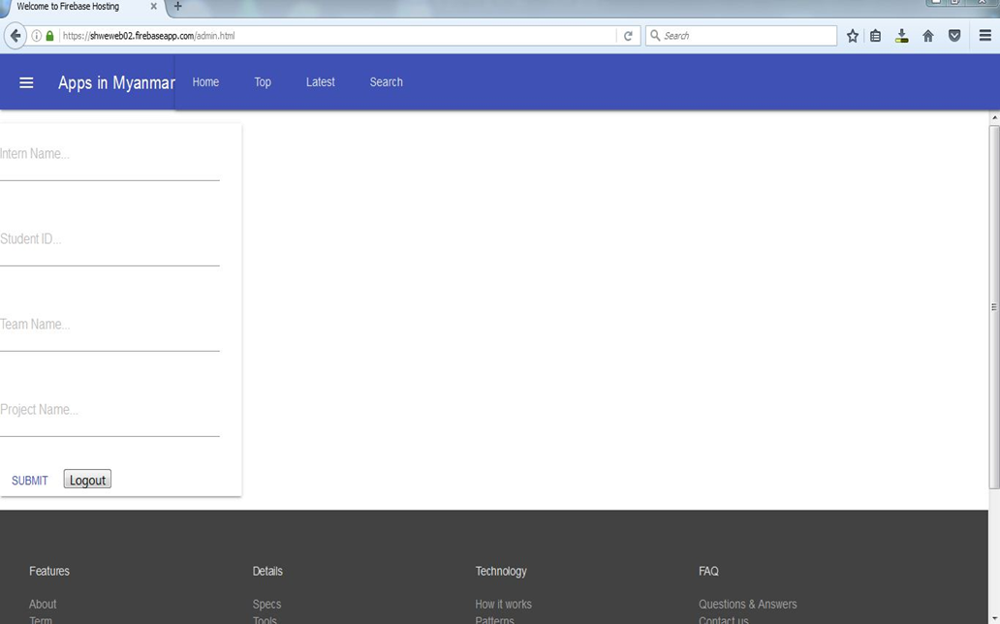 Welcome to Firebase Hosting
https://shweweb02.firebaseapp.com/admin.html
Search
Apps in Myanmar Home Top Latest Search
Intern Name...
Student ID...
Team Name...
Project Name...
SUBMIT Logout
Features Details Technology FAQ
About Specs How it works Questions & Answers
Term Tools Patterns Contact us